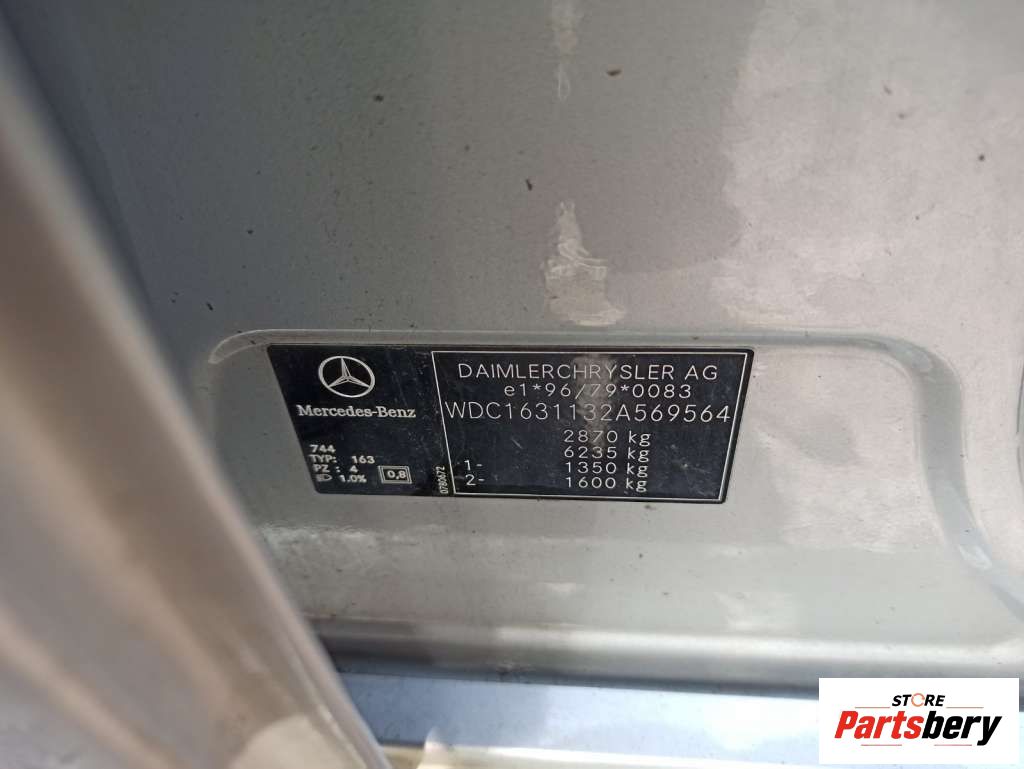 Mercedes-Benz
744
TYP: 163
PZ : 4
1.0%
0,8
0780672
DAIMLERCHRYSLER AG
e1*96/79*0083
WDC1631132A569564
2870 kg
6235 kg
1- 1350 kg
2- 1600 kg
STORE
Partsbery